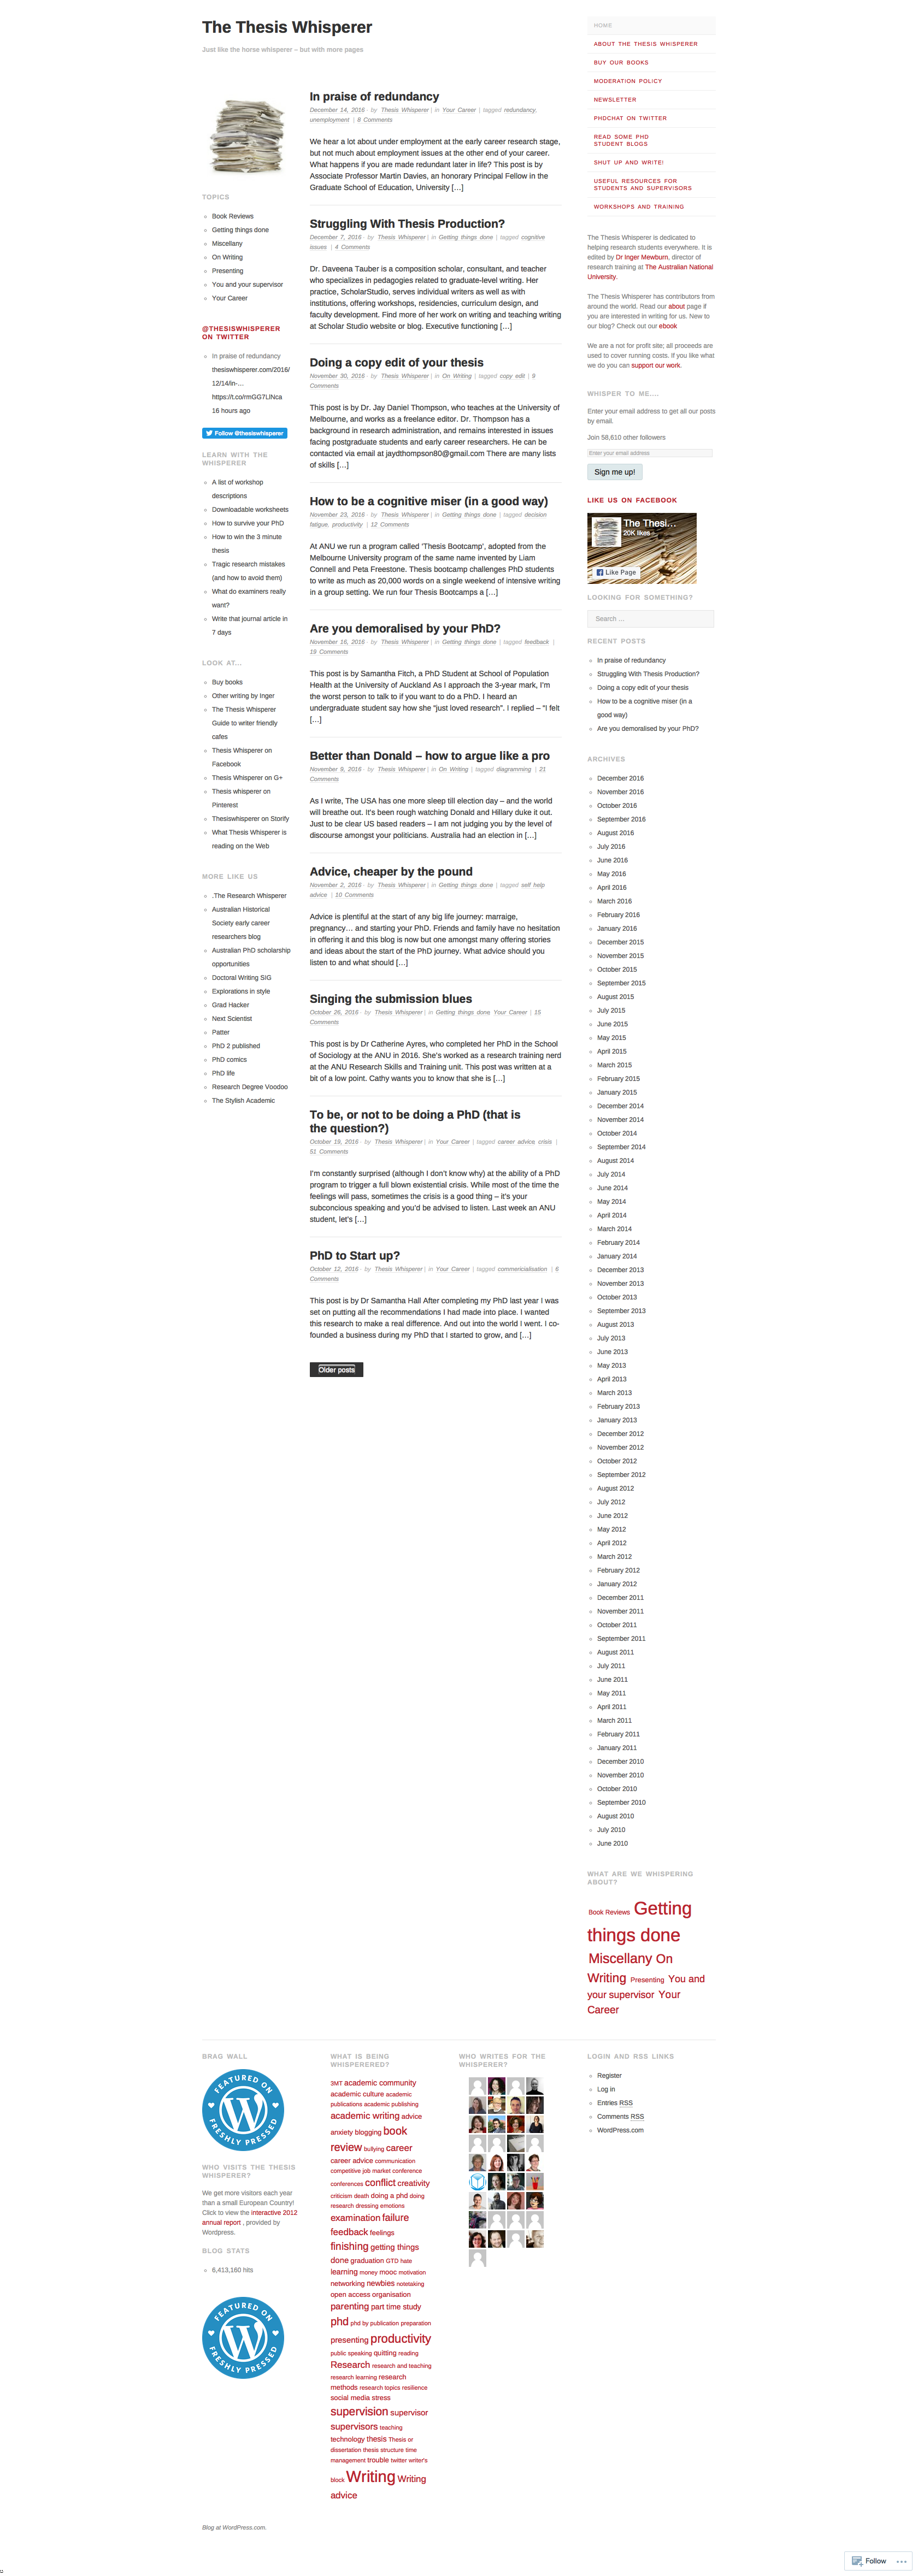 The Thesis Whisperer
Just like the horse whisperer – but with more pages
HOME
ABOUT THE THESIS WHISPERER
BUY OUR BOOKS
MODERATION POLICY
NEWSLETTER
PHDCHAT ON TWITTER
READ SOME PHD
STUDENT BLOGS
SHUT UP AND WRITE!
USEFUL RESOURCES FOR
STUDENTS AND SUPERVISORS
WORKSHOPS AND TRAINING
TOPICS
Book Reviews
Getting things done
Miscellany
On Writing
Presenting
You and your supervisor
Your Career
@THESISWHISPERER
ON TWITTER
In praise of redundancy
thesiswhisperer.com/2016/
12/14/in-…
https://t.co/rmGG7UNca
16 hours ago
Follow @thesiswhisperer
LEARN WITH THE
WHISPERER
A list of workshop
descriptions
Downloadable worksheets
How to survive your PhD
How to win the 3 minute
thesis
Tragic research mistakes
(and how to avoid them)
What do examiners really
want?
Write that journal article in
7 days
LOOK AT…
Buy books
Other writing by Inger
The Thesis Whisperer
Guide to writer friendly
cafes
Thesis Whisperer on
Facebook
Thesis Whisperer on G+
Thesis whisperer on
Pinterest
Thesiswhisperer on Storify
What Thesis Whisperer is
reading on the Web
MORE LIKE US
.The Research Whisperer
Australian Historical
Society early career
researchers blog
Australian PhD scholarship
opportunities
Doctoral Writing SIG
Explorations in style
Grad Hacker
Next Scientist
Patter
PhD 2 published
PhD comics
PhD life
Research Degree Voodoo
The Stylish Academic
In praise of redundancy
December 14, 2016 · by Thesis Whisperer | in Your Career | tagged redundancy,
unemployment | 8 Comments
We hear a lot about under employment at the early career research stage,
but not much about employment issues at the other end of your career.
What happens if you are made redundant later in life? This post is by
Associate Professor Martin Davies, an honorary Principal Fellow in the
Graduate School of Education, University […]
Struggling With Thesis Production?
December 7, 2016 · by Thesis Whisperer | in Getting things done | tagged cognitive
issues | 4 Comments
Dr. Daveena Tauber is a composition scholar, consultant, and teacher
who specializes in pedagogies related to graduate-level writing. Her
practice, ScholarStudio, serves individual writers as well as with
institutions, offering workshops, residencies, curriculum design, and
faculty development. Find more of her work on writing and teaching writing
at Scholar Studio website or blog. Executive functioning […]
Doing a copy edit of your thesis
November 30, 2016 · by Thesis Whisperer | in On Writing | tagged copy edit | 9
Comments
This post is by Dr. Jay Daniel Thompson, who teaches at the University of
Melbourne, and works as a freelance editor. Dr. Thompson has a
background in research administration, and remains interested in issues
facing postgraduate students and early career researchers. He can be
contacted via email at jaydthompson80@gmail.com There are many lists
of skills […]
How to be a cognitive miser (in a good way)
November 23, 2016 · by Thesis Whisperer | in Getting things done | tagged decision
fatigue, productivity | 12 Comments
At ANU we run a program called 'Thesis Bootcamp', adopted from the
Melbourne University program of the same name invented by Liam
Connell and Peta Freestone. Thesis bootcamp challenges PhD students
to write as much as 20,000 words on a single weekend of intensive writing
in a group setting. We run four Thesis Bootcamps a […]
Are you demoralised by your PhD?
November 16, 2016 · by Thesis Whisperer | in Getting things done | tagged feedback |
19 Comments
This post is by Samantha Fitch, a PhD Student at School of Population
Health at the University of Auckland As I approach the 3-year mark, I'm
the worst person to talk to if you want to do a PhD. I heard an
undergraduate student say how she "just loved research". I replied – "I felt
[…]
Better than Donald – how to argue like a pro
November 9, 2016 · by Thesis Whisperer | in On Writing | tagged diagramming | 21
Comments
As I write, The USA has one more sleep till election day – and the world
will breathe out. It's been rough watching Donald and Hillary duke it out.
Just to be clear US based readers – I am not judging you by the level of
discourse amongst your politicians. Australia had an election in […]
Advice, cheaper by the pound
November 2, 2016 · by Thesis Whisperer | in Getting things done | tagged self help
advice | 10 Comments
Advice is plentiful at the start of any big life journey: marraige,
pregnancy… and starting your PhD. Friends and family have no hesitation
in offering it and this blog is now but one amongst many offering stories
and ideas about the start of the PhD journey. What advice should you
listen to and what should […]
Singing the submission blues
October 26, 2016 · by Thesis Whisperer | in Getting things done Your Career | 15
Comments
This post is by Dr Catherine Ayres, who completed her PhD in the School
of Sociology at the ANU in 2016. She's worked as a research training nerd
at the ANU Research Skills and Training unit. This post was written at a
bit of a low point. Cathy wants you to know that she is […]
To be, or not to be doing a PhD (that is
the question?)
October 19, 2016 · by Thesis Whisperer | in Your Career | tagged career advice crisis |
51 Comments
I'm constantly surprised (although I don't know why) at the ability of a PhD
program to trigger a full blown existential crisis. While most of the time the
feelings will pass, sometimes the crisis is a good thing – it's your
subconcious speaking and you'd be advised to listen. Last week an ANU
student, let's […]
PhD to Start up?
October 12, 2016 · by Thesis Whisperer | in Your Career | tagged commericialisation | 6
Comments
This post is by Dr Samantha Hall After completing my PhD last year I was
set on putting all the recommendations I had made into place. I wanted
this research to make a real difference. And out into the world I went. I co-
founded a business during my PhD that I started to grow, and […]
Older posts
The Thesis Whisperer is dedicated to
helping research students everywhere. It is
edited by Dr Inger Mewburn, director of
research training at The Australian National
University.
The Thesis Whisperer has contributors from
around the world. Read our about page if
you are interested in writing for us. New to
our blog? Check out our ebook
We are a not for profit site; all proceeds are
used to cover running costs. If you like what
we do you can support our work.
WHISPER TO ME….
Enter your email address to get all our posts
by email.
Join 58,610 other followers
Enter your email address
Sign me up!
LIKE US ON FACEBOOK
The Thesi…
20K likes
Like Page
LOOKING FOR SOMETHING?
Search …
RECENT POSTS
In praise of redundancy
Struggling With Thesis Production?
Doing a copy edit of your thesis
How to be a cognitive miser (in a
good way)
Are you demoralised by your PhD?
ARCHIVES
December 2016
November 2016
October 2016
September 2016
August 2016
July 2016
June 2016
May 2016
April 2016
March 2016
February 2016
January 2016
December 2015
November 2015
October 2015
September 2015
August 2015
July 2015
June 2015
May 2015
April 2015
March 2015
February 2015
January 2015
December 2014
November 2014
October 2014
September 2014
August 2014
July 2014
June 2014
May 2014
April 2014
March 2014
February 2014
January 2014
December 2013
November 2013
October 2013
September 2013
August 2013
July 2013
June 2013
May 2013
April 2013
March 2013
February 2013
January 2013
December 2012
November 2012
October 2012
September 2012
August 2012
July 2012
June 2012
May 2012
April 2012
March 2012
February 2012
January 2012
December 2011
November 2011
October 2011
September 2011
August 2011
July 2011
June 2011
May 2011
April 2011
March 2011
February 2011
January 2011
December 2010
November 2010
October 2010
September 2010
August 2010
July 2010
June 2010
WHAT ARE WE WHISPERING
ABOUT?
Book Reviews Getting
things done
Miscellany On
Writing Presenting You and
your supervisor Your
Career
BRAG WALL
FEATURED ON
FRESHLY PRESSED
WHO VISITS THE THESIS
WHISPERER?
We get more visitors each year
than a small European Country!
Click to view the interactive 2012
annual report , provided by
Wordpress.
BLOG STATS
6,413,160 hits
FEATURED ON
FRESHLY PRESSED
WHAT IS BEING
WHISPERERED?
3MT academic community
academic culture academic
publications academic publishing
academic writing advice
anxiety blogging book
review bullying career
career advice communication
competitive job market conference
conferences conflict creativity
criticism death doing a phd doing
research dressing emotions
examination failure
feedback feelings
finishing getting things
done graduation GTD hate
learning money mooc motivation
networking newbies notetaking
open access organisation
parenting part time study
phd phd by publication preparation
presenting productivity
public speaking quitting reading
Research research and teaching
research learning research
methods research topics resilience
social media stress
supervision supervisor
supervisors teaching
technology thesis Thesis or
dissertation thesis structure time
management trouble twitter writer's
block Writing Writing
advice
WHO WRITES FOR THE
WHISPERER?
LOGIN AND RSS LINKS
Register
Log in
Entries RSS
Comments RSS
WordPress.com
Blog at WordPress.com.
Follow